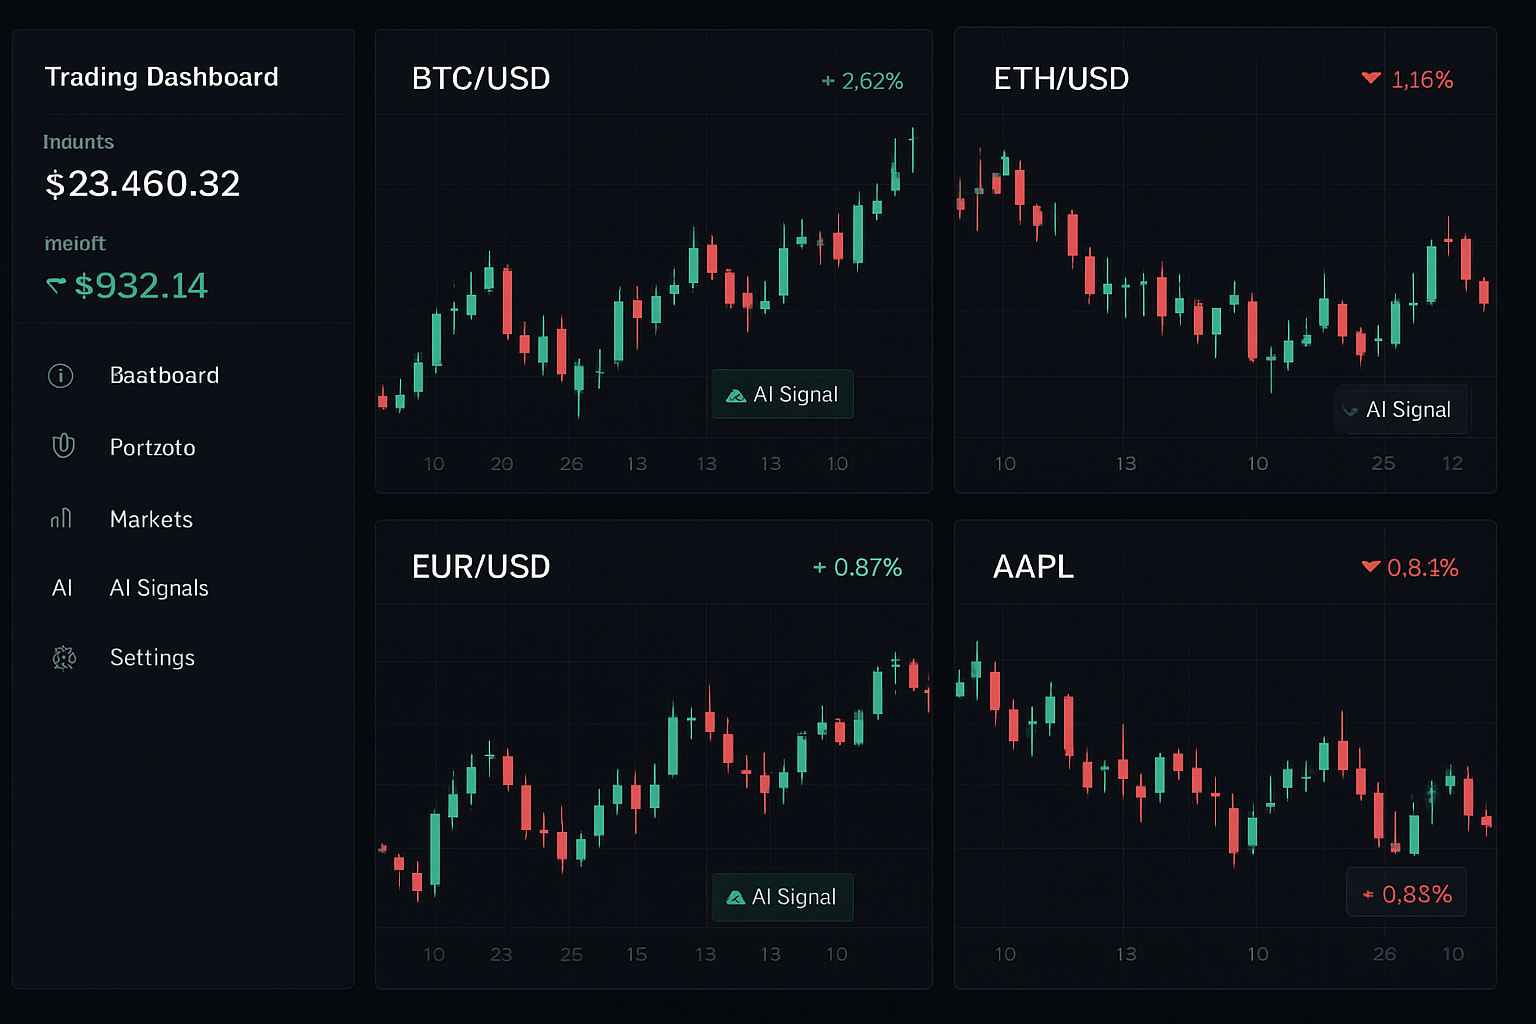 Trading Dashboard
Inđunts
$23.460.32
meioft
$932.14
Baatboard
Portzoto
Markets
AI AI Signals
Settings
BTC/USD
+ 2,62%
AI Signal
10 20 26 13 13 13 10
ETH/USD
1,16%
AI Signal
10 13 10 25 12
EUR/USD
+ 0.87%
AI Signal
10 23 25 15 13 13 10
AAPL
0,8.1%
0,88%
10 13 10 26 10